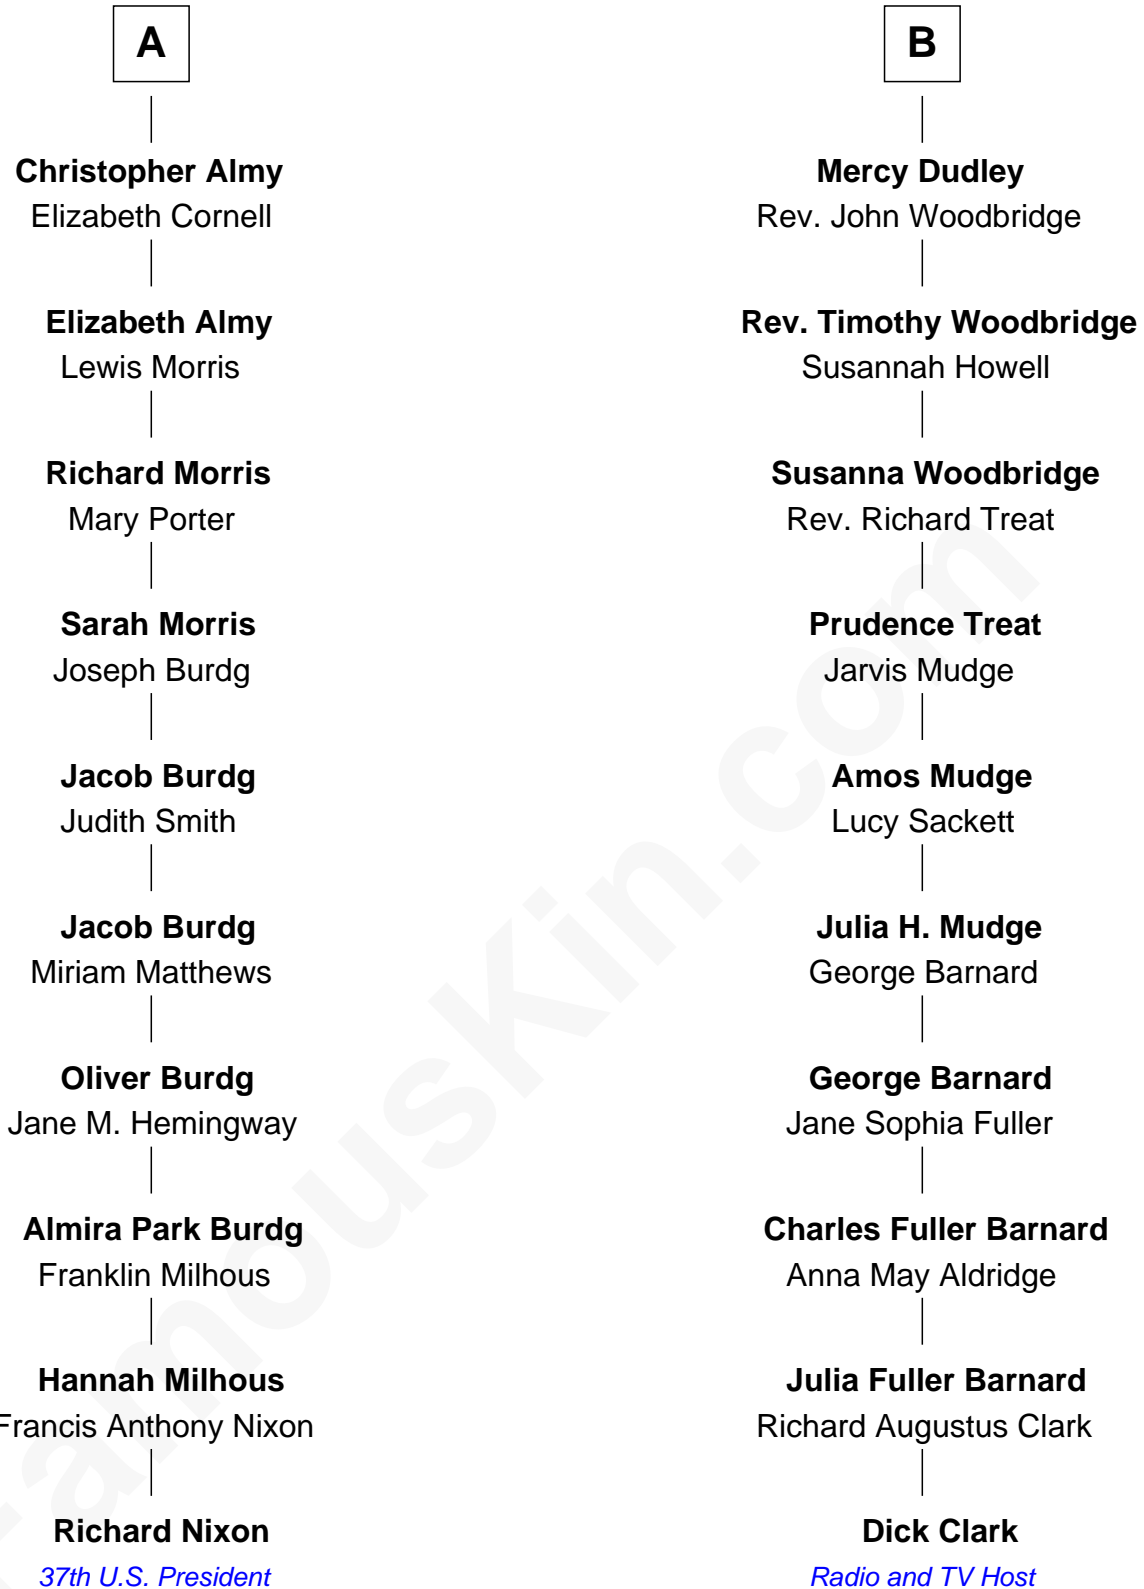 A
Christopher Almy
Elizabeth Cornell
Elizabeth Almy
Lewis Morris
Richard Morris
Mary Porter
Sarah Morris
Joseph Burdg
Jacob Burdg
Judith Smith
Jacob Burdg
Miriam Matthews
Oliver Burdg
Jane M. Hemingway
Almira Park Burdg
Franklin Milhous
Hannah Milhous
Francis Anthony Nixon
Richard Nixon
37th U.S. President
B
Mercy Dudley
Rev. John Woodbridge
Rev. Timothy Woodbridge
Susannah Howell
Susanna Woodbridge
Rev. Richard Treat
Prudence Treat
Jarvis Mudge
Amos Mudge
Lucy Sackett
Julia H. Mudge
George Barnard
George Barnard
Jane Sophia Fuller
Charles Fuller Barnard
Anna May Aldridge
Julia Fuller Barnard
Richard Augustus Clark
Dick Clark
Radio and TV Host
FamousKin.com